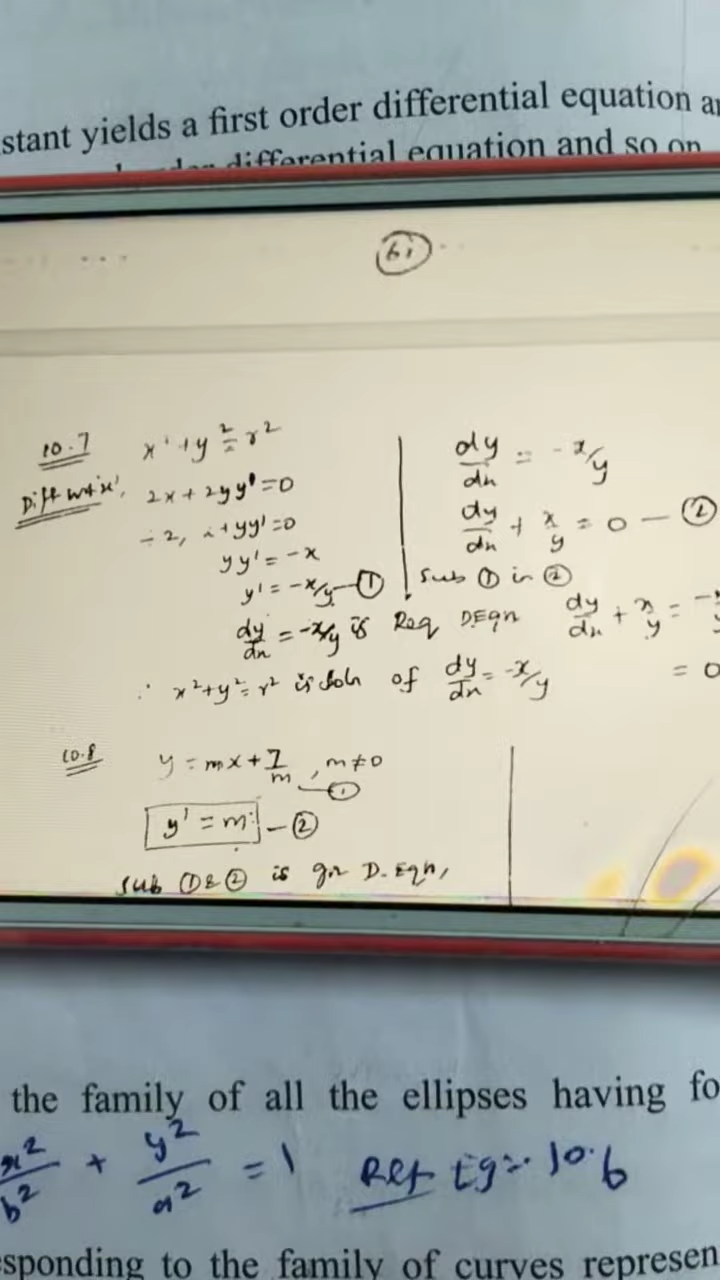 stant yields a first order differential equation a
differential equation and so on
6i
10.7 x² + y² = r²
Diff w.r.to 'x', 2x + 2yy' = 0
÷ 2, x + yy' = 0
yy' = -x
y' = -x/y — ①
dy/dx = -x/y is Req D.Eqn
∴ x² + y² = r² is soln of dy/dx = -x/y
dy/dx = -x/y
dy/dx + x/y = 0 — ②
Sub ① in ②
dy/dx + x/y = -
= 0
10.8 y = mx + 7/m, m ≠ 0 — ①
y' = m — ②
Sub ① & ② is gn D. Eqn,
the family of all the ellipses having fo
x²/b² + y²/a² = 1 Ref Eg:- 10.6
sponding to the family of curves represen